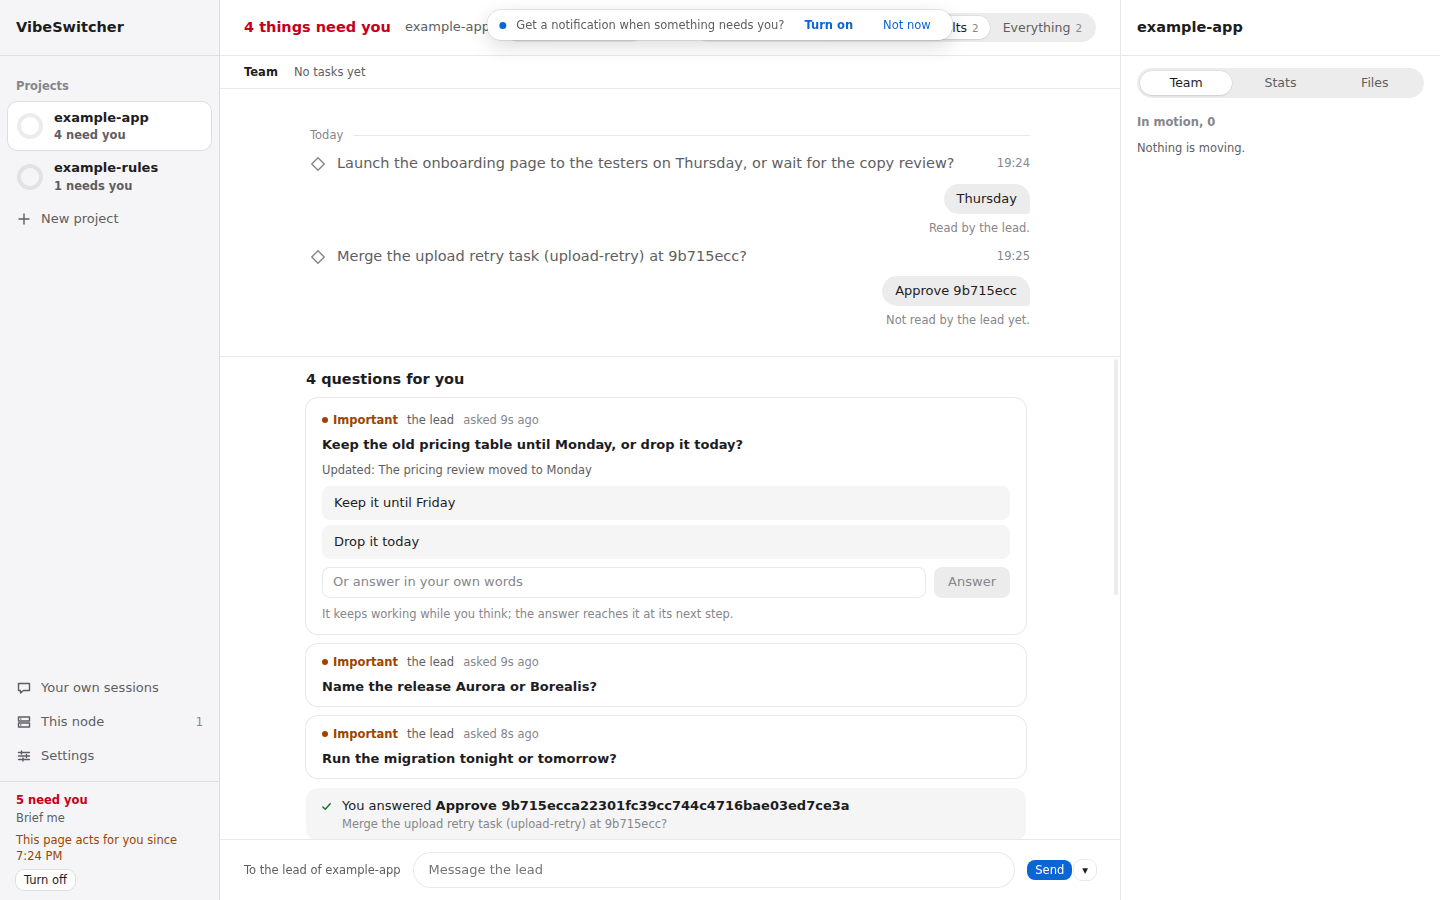 VibeSwitcher
Projects
example-app
4 need you
example-rules
1 needs you
New project
Your own sessions
This node 1
Settings
5 need you
Brief me
This page acts for you since
7:24 PM
Turn off
4 things need you example-app
Get a notification when something needs you? Turn on Not now
2 Everything 2
Team No tasks yet
Today
Launch the onboarding page to the testers on Thursday, or wait for the copy review? 19:24
Thursday
Read by the lead.
Merge the upload retry task (upload-retry) at 9b715ecc? 19:25
Approve 9b715ecc
Not read by the lead yet.
4 questions for you
Important the lead asked 9s ago
Keep the old pricing table until Monday, or drop it today?
Updated: The pricing review moved to Monday
Keep it until Friday
Drop it today
Or answer in your own words Answer
It keeps working while you think; the answer reaches it at its next step.
Important the lead asked 9s ago
Name the release Aurora or Borealis?
Important the lead asked 8s ago
Run the migration tonight or tomorrow?
You answered Approve 9b715ecca22301fc39cc744c4716bae03ed7ce3a
Merge the upload retry task (upload-retry) at 9b715ecc?
To the lead of example-app Message the lead Send
example-app
Team Stats Files
In motion, 0
Nothing is moving.